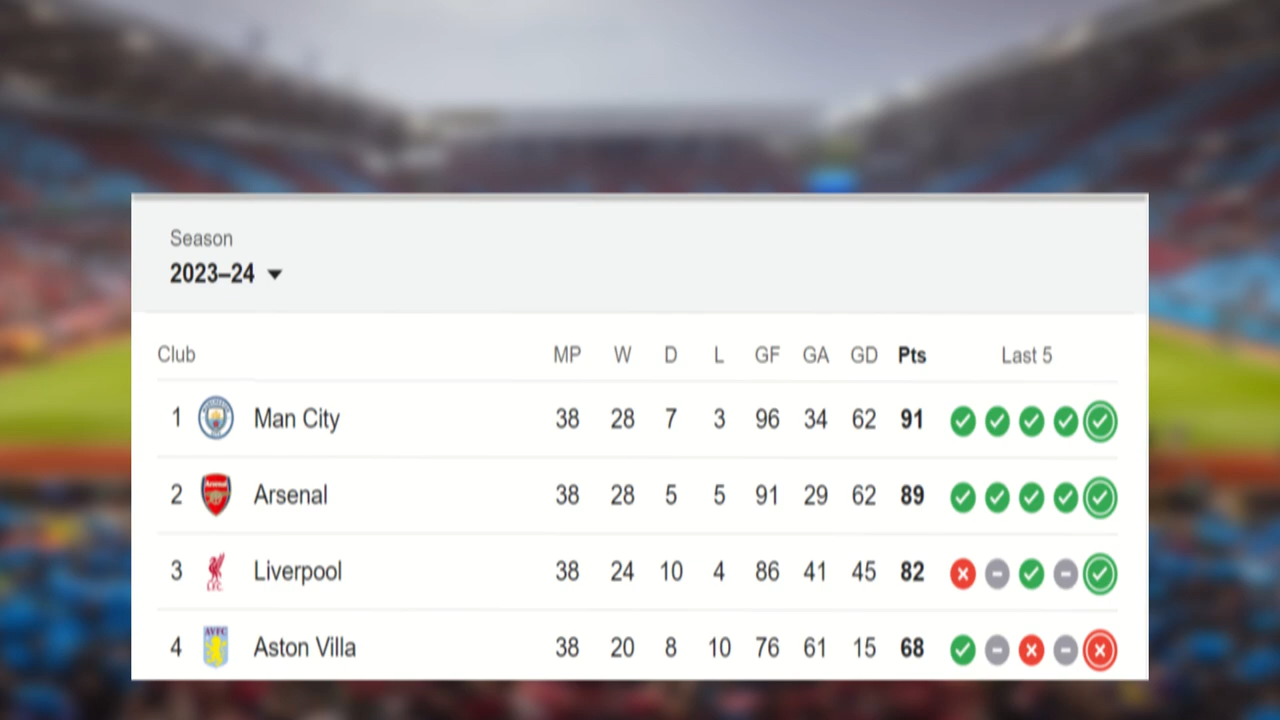 Season
2023–24
Club MP W D L GF GA GD Pts Last 5
1 Man City 38 28 7 3 96 34 62 91
2 Arsenal 38 28 5 5 91 29 62 89
3 Liverpool 38 24 10 4 86 41 45 82
4 Aston Villa 38 20 8 10 76 61 15 68